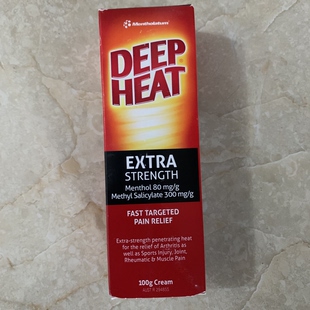 Mentholatum
DEEP
HEAT
EXTRA
STRENGTH
Menthol 80 mg/g
Methyl Salicylate 300 mg/g
FAST TARGETED
PAIN RELIEF
Extra-strength penetrating heat
for the relief of Arthritis as
well as Sports Injury, Joint,
Rheumatic & Muscle Pain
100g Cream